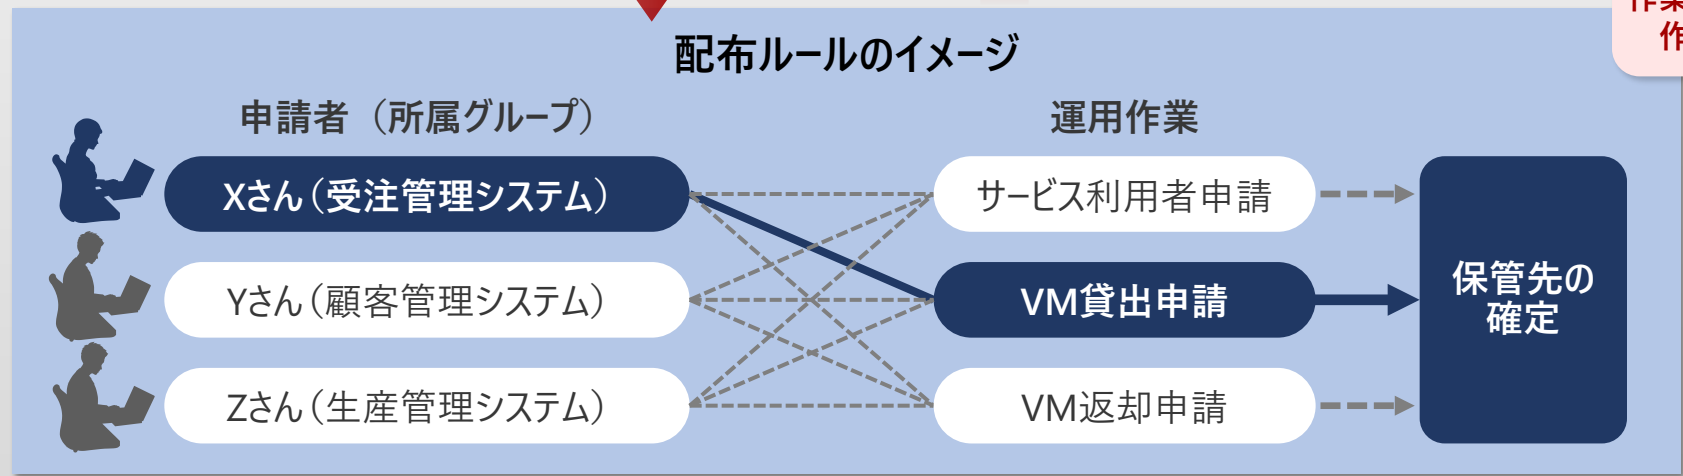 作
配布ルールのイメージ
申請者（所属グループ）
運用作業
Xさん（受注管理システム）
サービス利用者申請
Yさん（顧客管理システム）
VM貸出申請
Zさん（生産管理システム）
VM返却申請
保管先の
確定